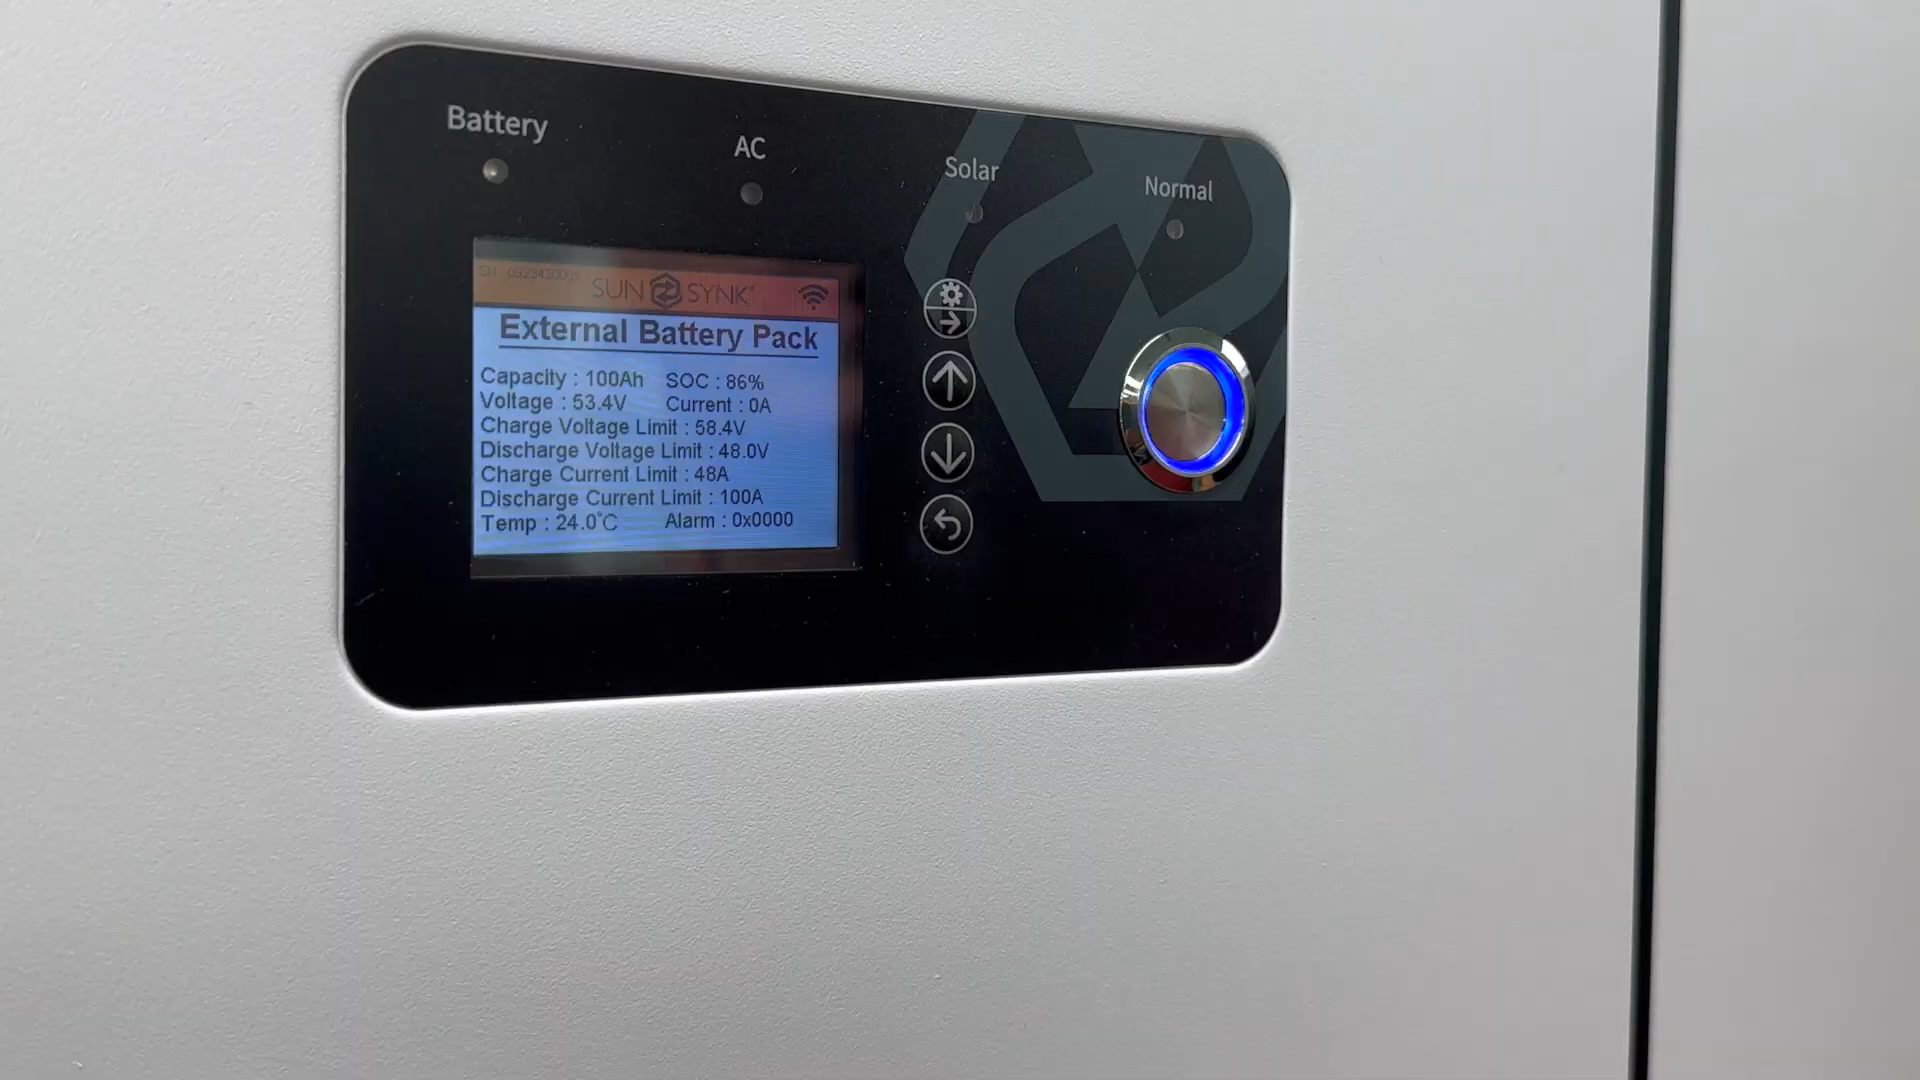 Battery
AC
Solar
Normal
SUN SYNK
External Battery Pack
Capacity : 100Ah SOC : 86%
Voltage : 53.4V Current : 0A
Charge Voltage Limit : 58.4V
Discharge Voltage Limit : 48.0V
Charge Current Limit : 48A
Discharge Current Limit : 100A
Temp : 24.0°C Alarm : 0x0000